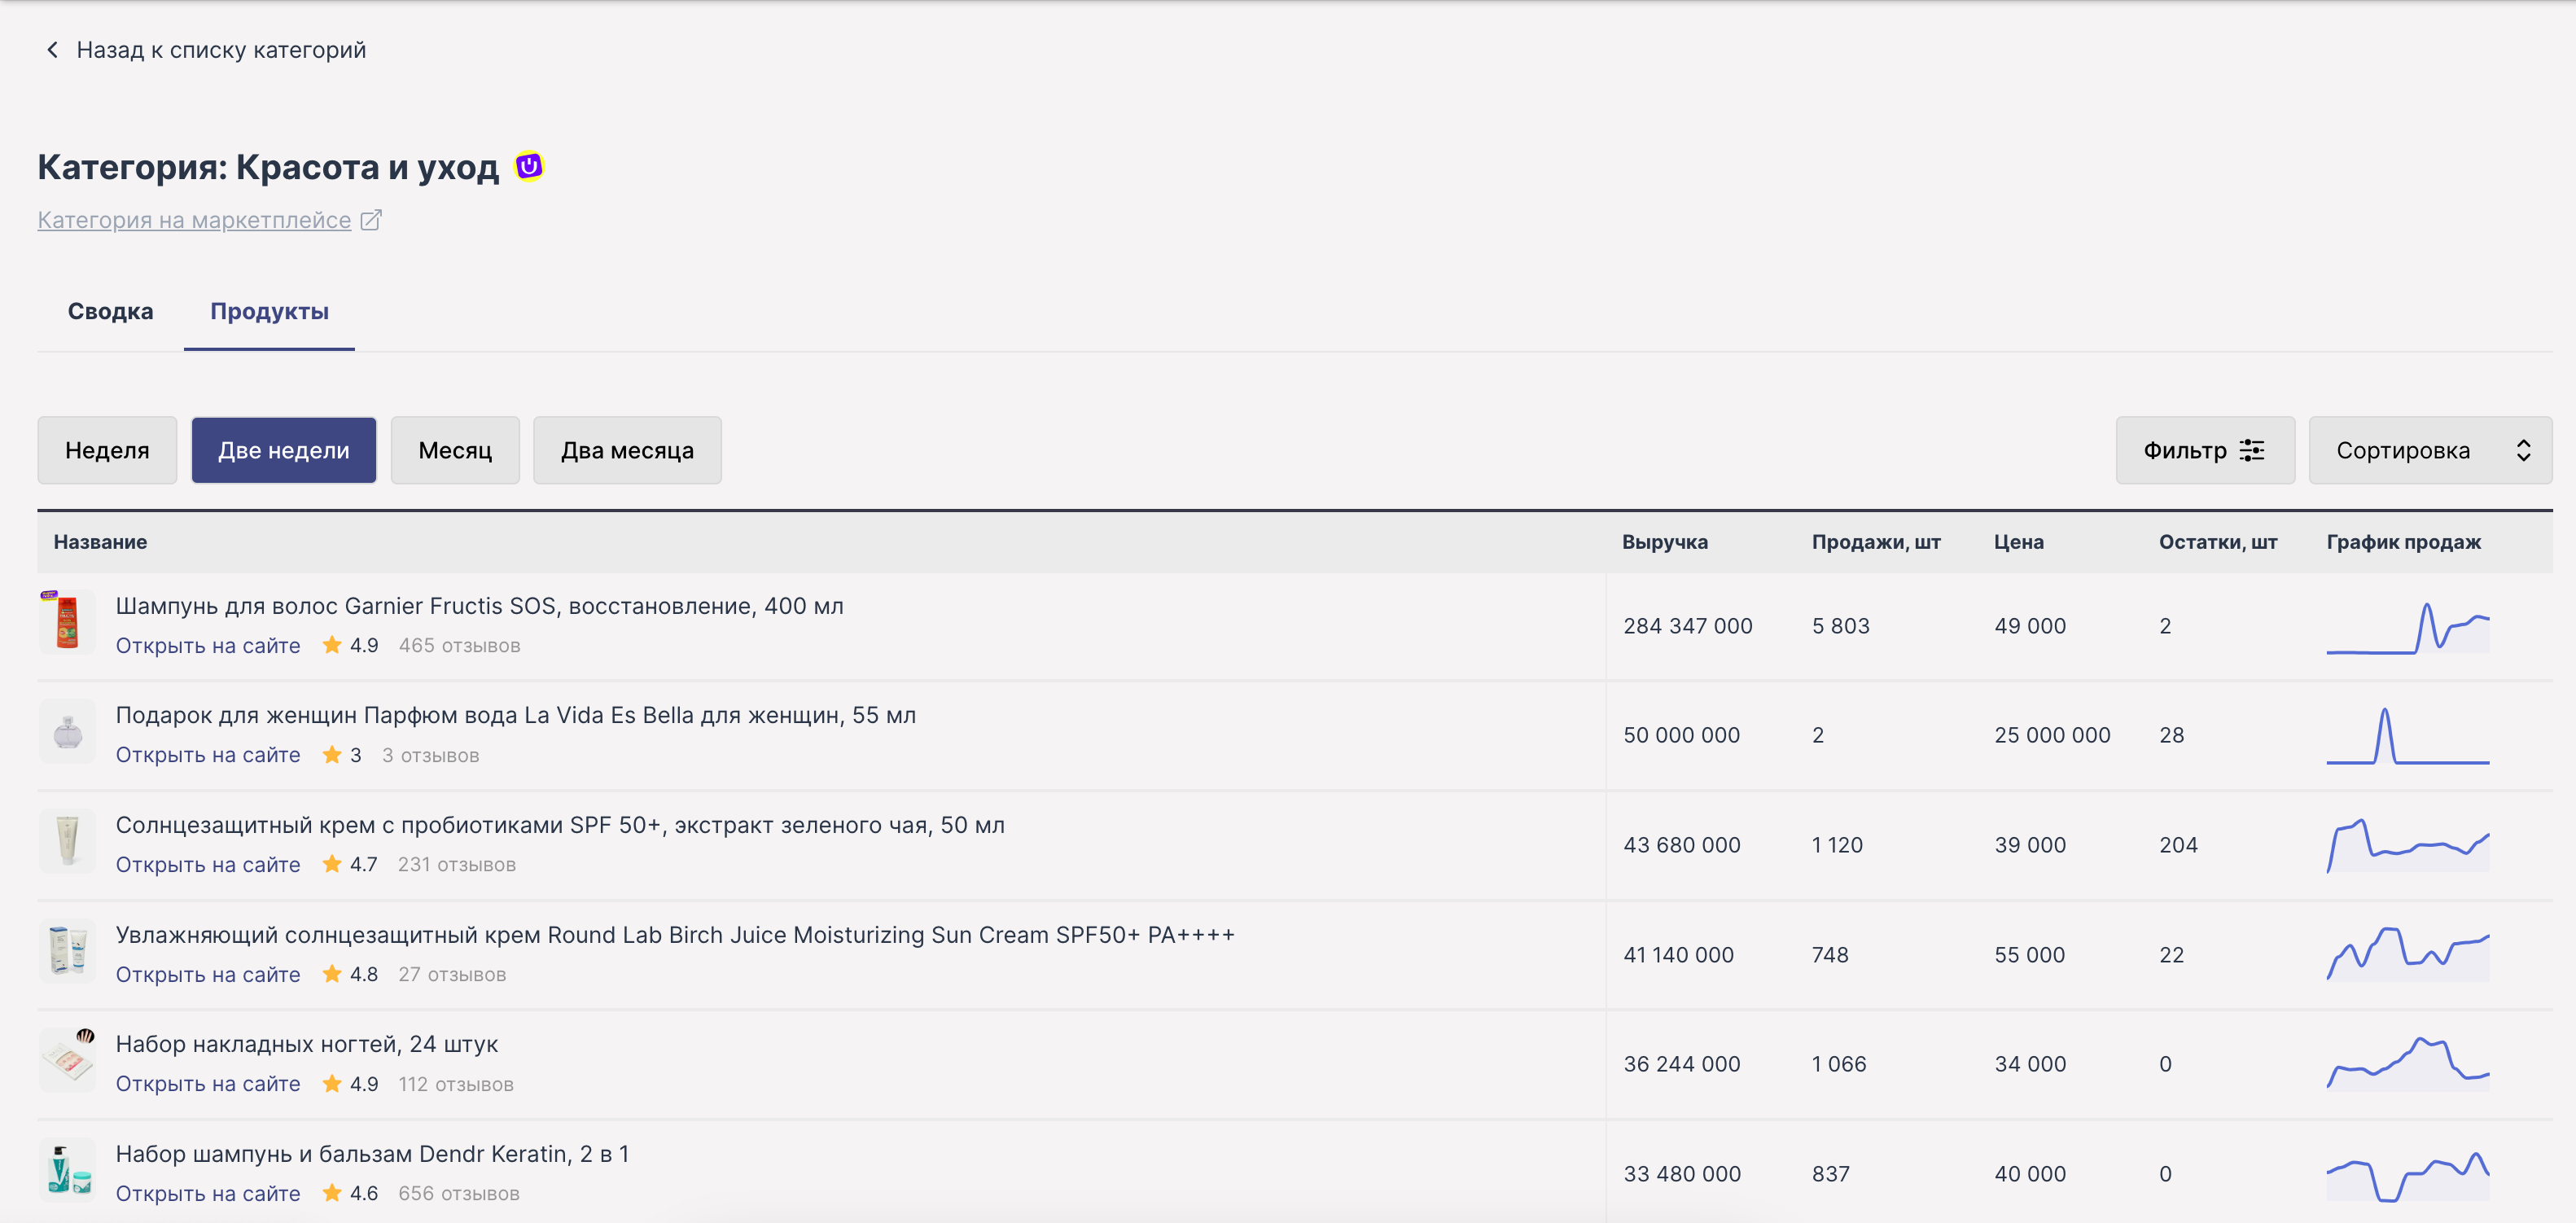 Назад к списку категорий
Категория: Красота и уход
Категория на маркетплейсе
Сводка Продукты
Неделя Две недели Месяц Два месяца Фильтр Сортировка
Название Выручка Продажи, шт Цена Остатки, шт График продаж
Шампунь для волос Garnier Fructis SOS, восстановление, 400 мл
Открыть на сайте 4.9 465 отзывов
284 347 000 5 803 49 000 2
Подарок для женщин Парфюм вода La Vida Es Bella для женщин, 55 мл
Открыть на сайте 3 3 отзывов
50 000 000 2 25 000 000 28
Солнцезащитный крем с пробиотиками SPF 50+, экстракт зеленого чая, 50 мл
Открыть на сайте 4.7 231 отзывов
43 680 000 1 120 39 000 204
Увлажняющий солнцезащитный крем Round Lab Birch Juice Moisturizing Sun Cream SPF50+ PA++++
Открыть на сайте 4.8 27 отзывов
41 140 000 748 55 000 22
Набор накладных ногтей, 24 штук
Открыть на сайте 4.9 112 отзывов
36 244 000 1 066 34 000 0
Набор шампунь и бальзам Dendr Keratin, 2 в 1
Открыть на сайте 4.6 656 отзывов
33 480 000 837 40 000 0